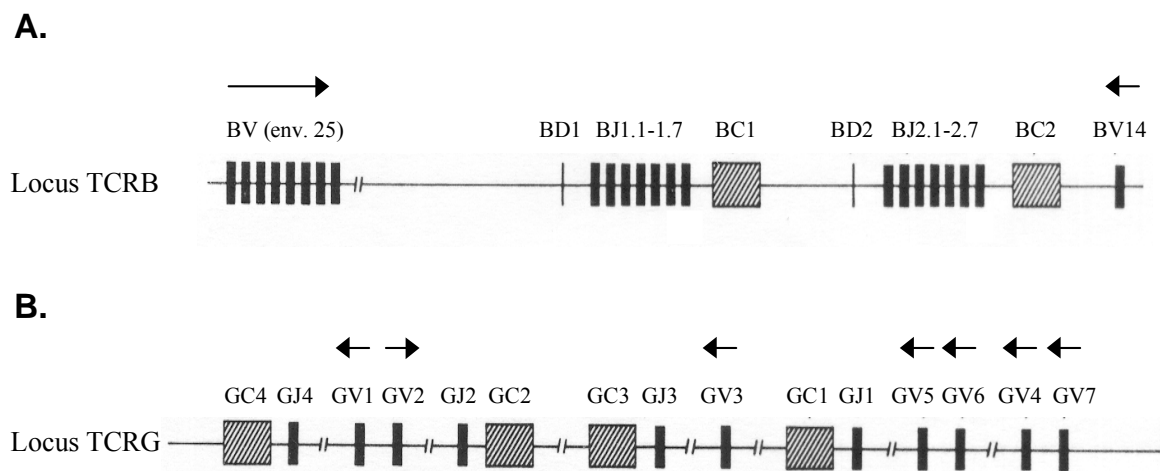 A.
BV (env. 25) BD1 BJ1.1-1.7 BC1 BD2 BJ2.1-2.7 BC2 BV14
Locus TCRB
B.
GC4 GJ4 GV1 GV2 GJ2 GC2 GC3 GJ3 GV3 GC1 GJ1 GV5 GV6 GV4 GV7
Locus TCRG